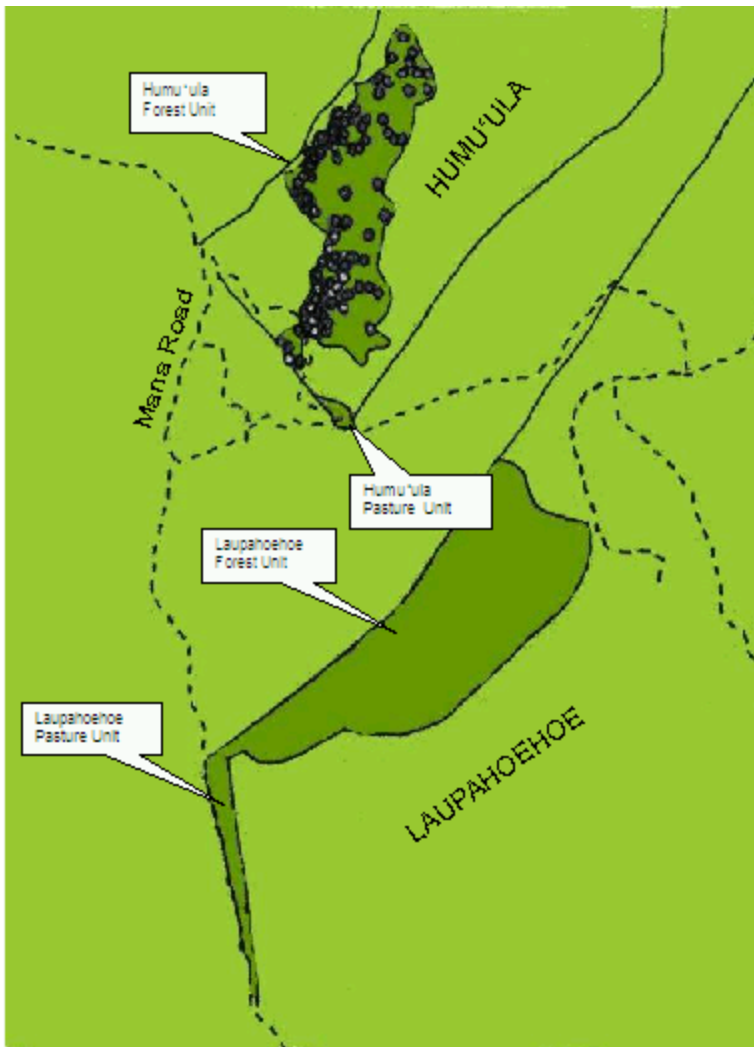 Humu‘ula
Forest Unit
HUMU‘ULA
Mana Road
Humu‘ula
Pasture Unit
Laupahoehoe
Forest Unit
Laupahoehoe
Pasture Unit
LAUPAHOEHOE